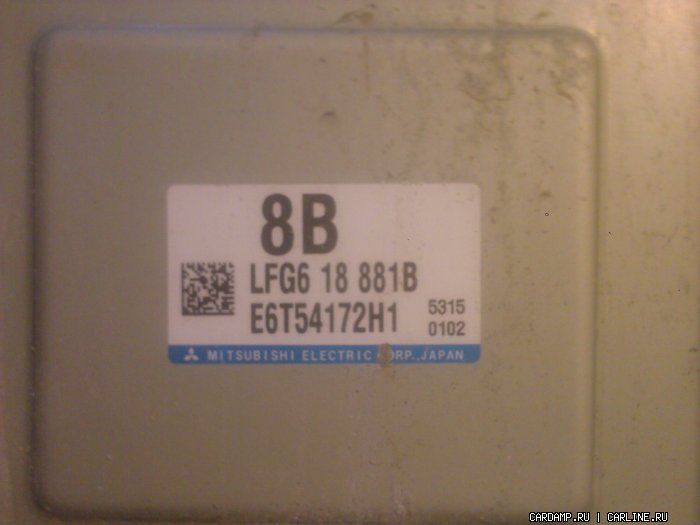 8B
LFG6 18 881B
E6T54172H1
5315
0102
MITSUBISHI ELECTRIC CORP., JAPAN
CARDAMP.RU | CARLINE.RU